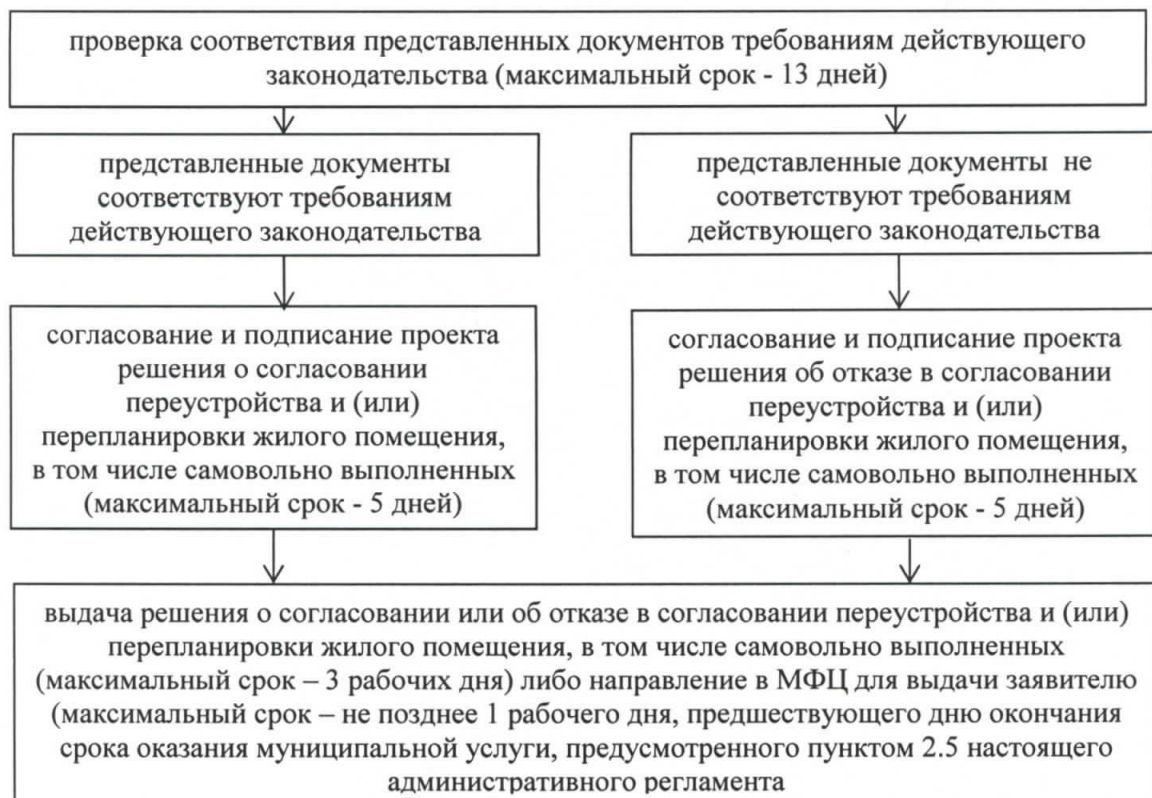 проверка соответствия представленных документов требованиям действующего
законодательства (максимальный срок - 13 дней)
представленные документы
соответствуют требованиям
действующего законодательства
представленные документы не
соответствуют требованиям
действующего законодательства
согласование и подписание проекта
решения о согласовании
переустройства и (или)
перепланировки жилого помещения,
в том числе самовольно выполненных
(максимальный срок - 5 дней)
согласование и подписание проекта
решения об отказе в согласовании
переустройства и (или)
перепланировки жилого помещения,
в том числе самовольно выполненных
(максимальный срок - 5 дней)
выдача решения о согласовании или об отказе в согласовании переустройства и (или)
перепланировки жилого помещения, в том числе самовольно выполненных
(максимальный срок – 3 рабочих дня) либо направление в МФЦ для выдачи заявителю
(максимальный срок – не позднее 1 рабочего дня, предшествующего дню окончания
срока оказания муниципальной услуги, предусмотренного пунктом 2.5 настоящего
административного регламента